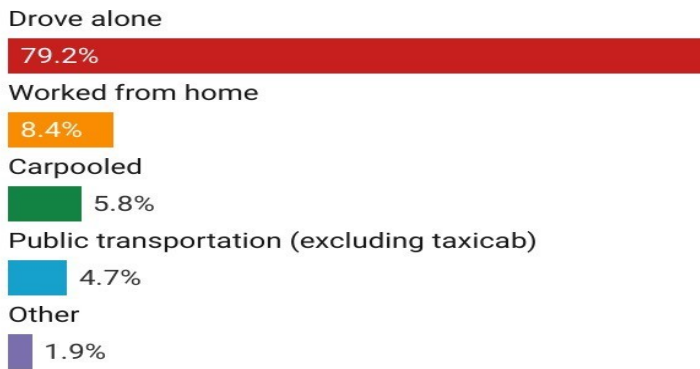 Drove alone
79.2%
Worked from home
8.4%
Carpooled
5.8%
Public transportation (excluding taxicab)
4.7%
Other
1.9%